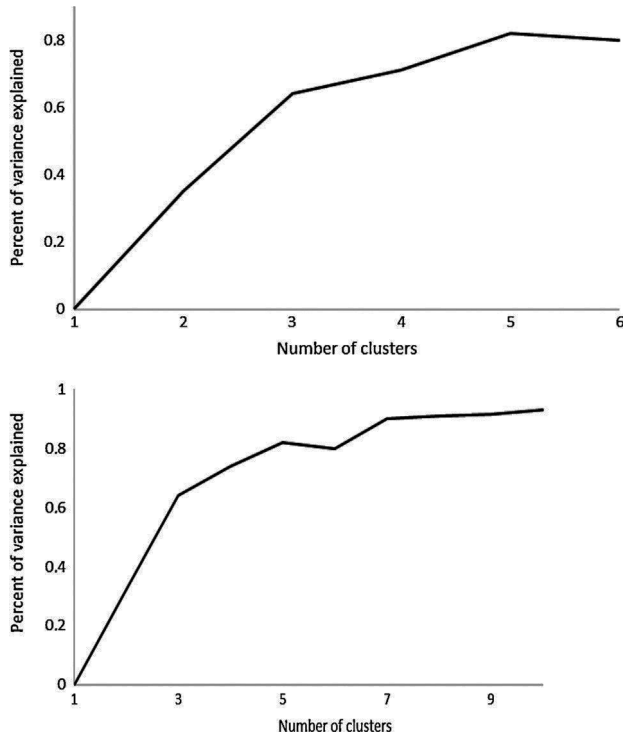 Percent of variance explained
0.8
0.6
0.4
0.2
0
1 2 3 4 5 6
Number of clusters
Percent of variance explained
1
0.8
0.6
0.4
0.2
0
1 3 5 7 9
Number of clusters